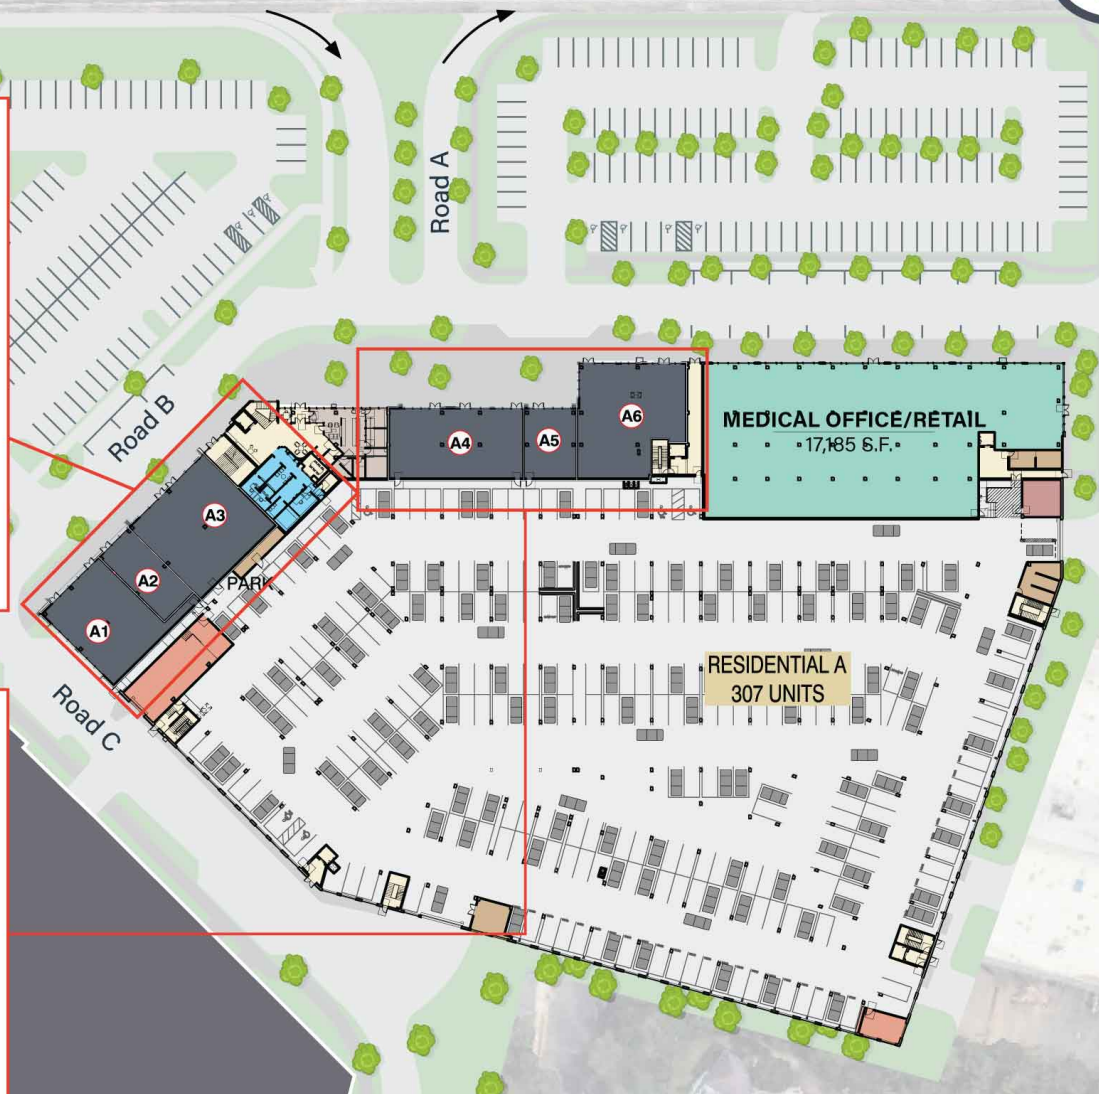 Road A
Road B
A6
A4
A5
MEDICAL OFFICE/RETAIL
17,185 S.F.
A3
A2
PARK
A1
RESIDENTIAL A
307 UNITS
Road C